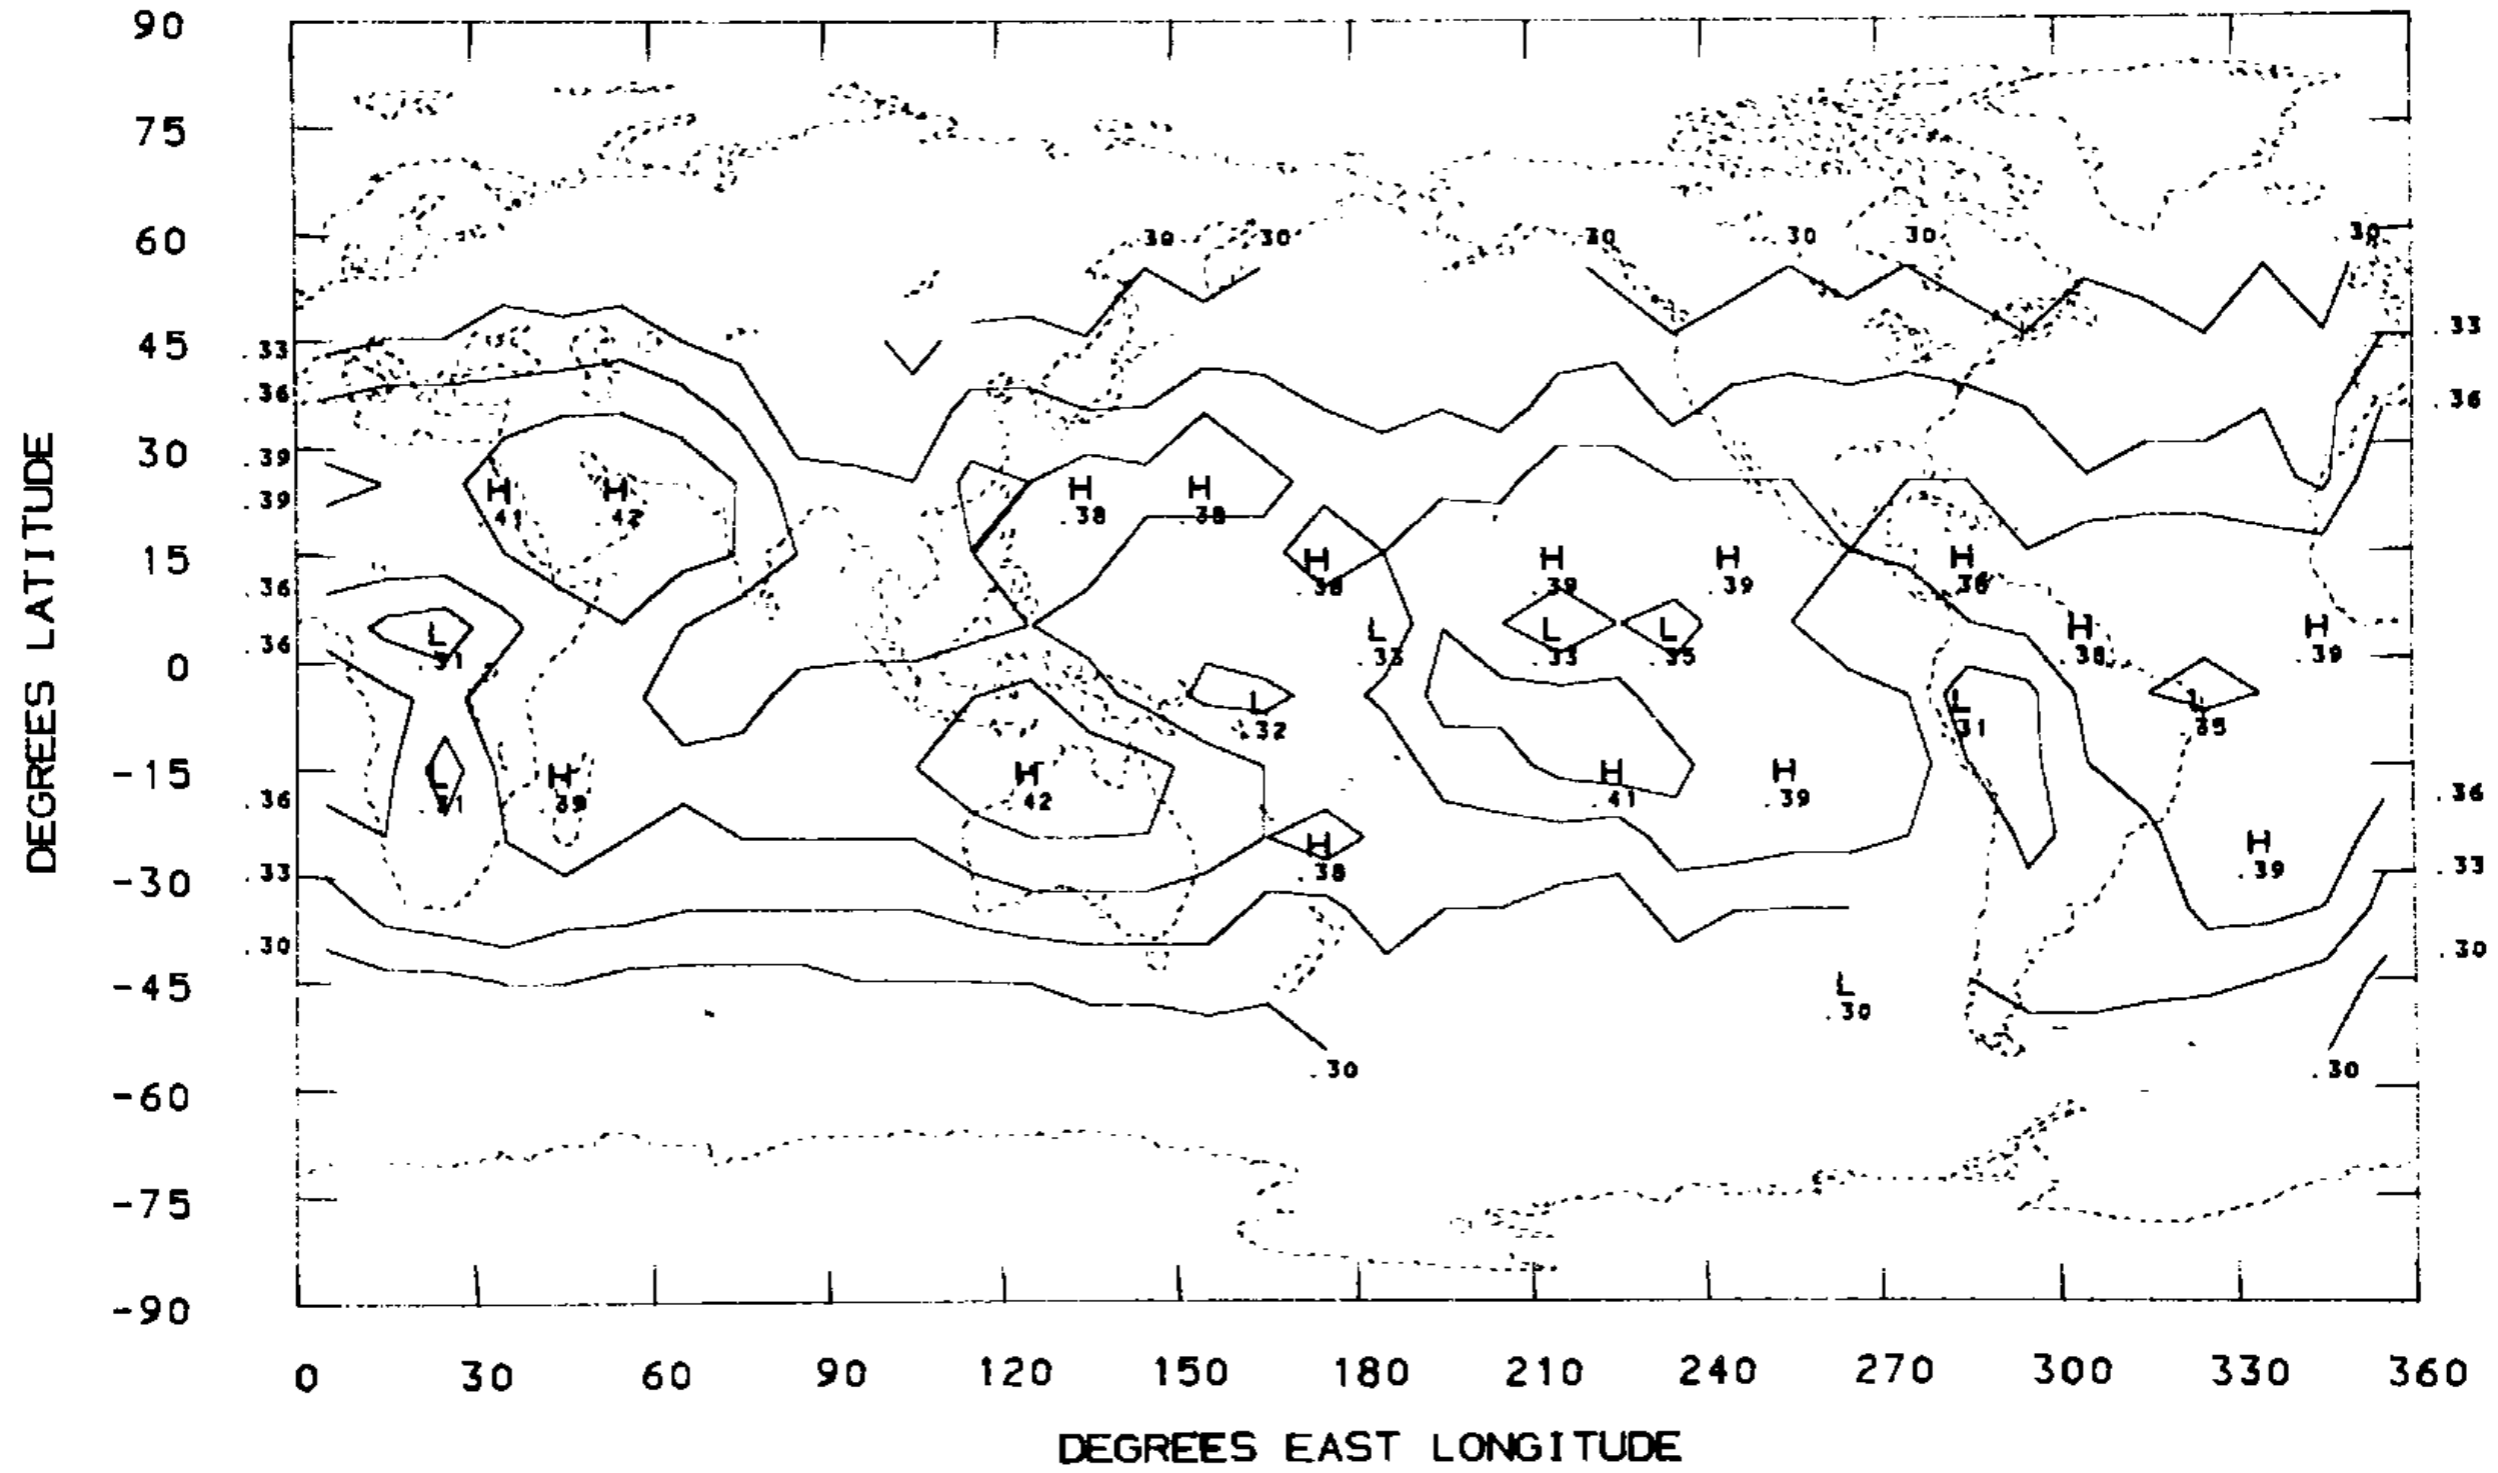 90
75
60
45
30
15
0
-15
-30
-45
-60
-75
-90
DEGREES LATITUDE
.33
.36
.39
.39
.36
.36
.36
.33
.30
.30 .30 .30 .30 .30 .30
H H H H
.41 .42 .38 .38
H H H H
.38 .39 .39 .36
L L L L H H
.31 .33 .33 .38 .39
L L L
.32 .31 .35
L H H H H
.31 .39 .42 .41 .39
H H
.38 .39
L
.30
.30 .30
.33
.36
.36
.33
.30
0 30 60 90 120 150 180 210 240 270 300 330 360
DEGREES EAST LONGITUDE